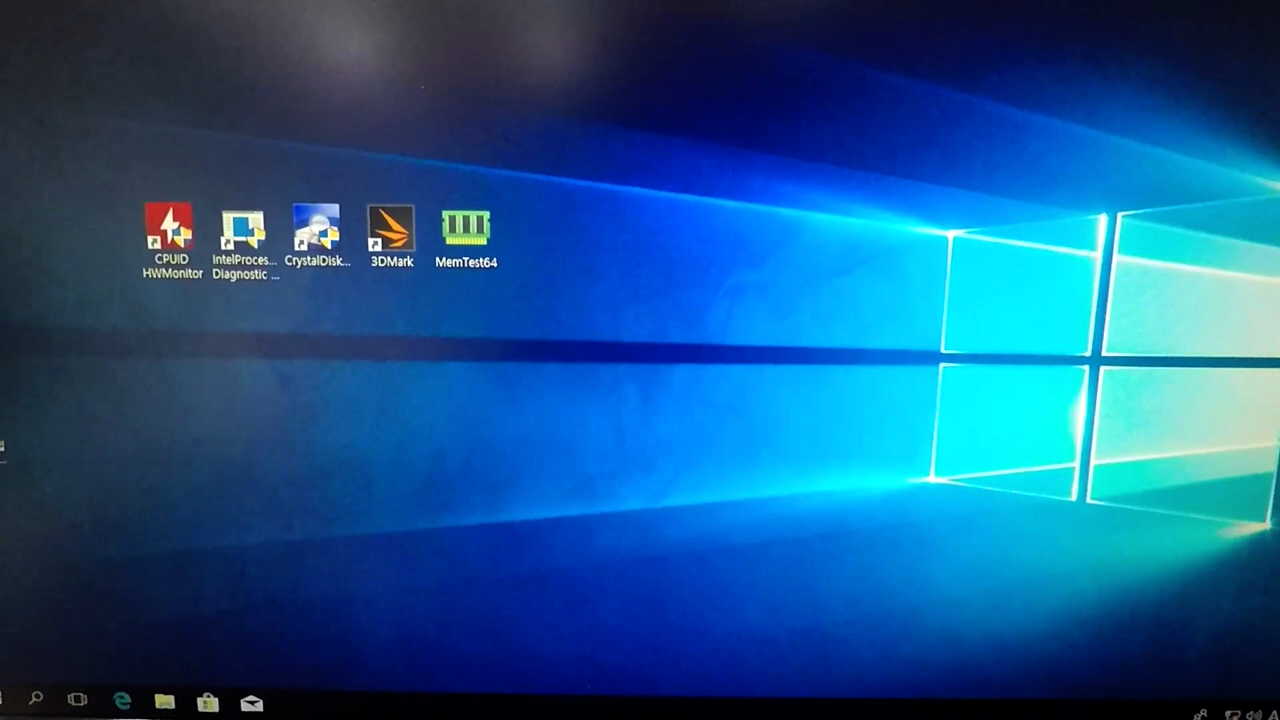 CPUID
HWMonitor
IntelProces...
Diagnostic ...
CrystalDisk...
3DMark
MemTest64